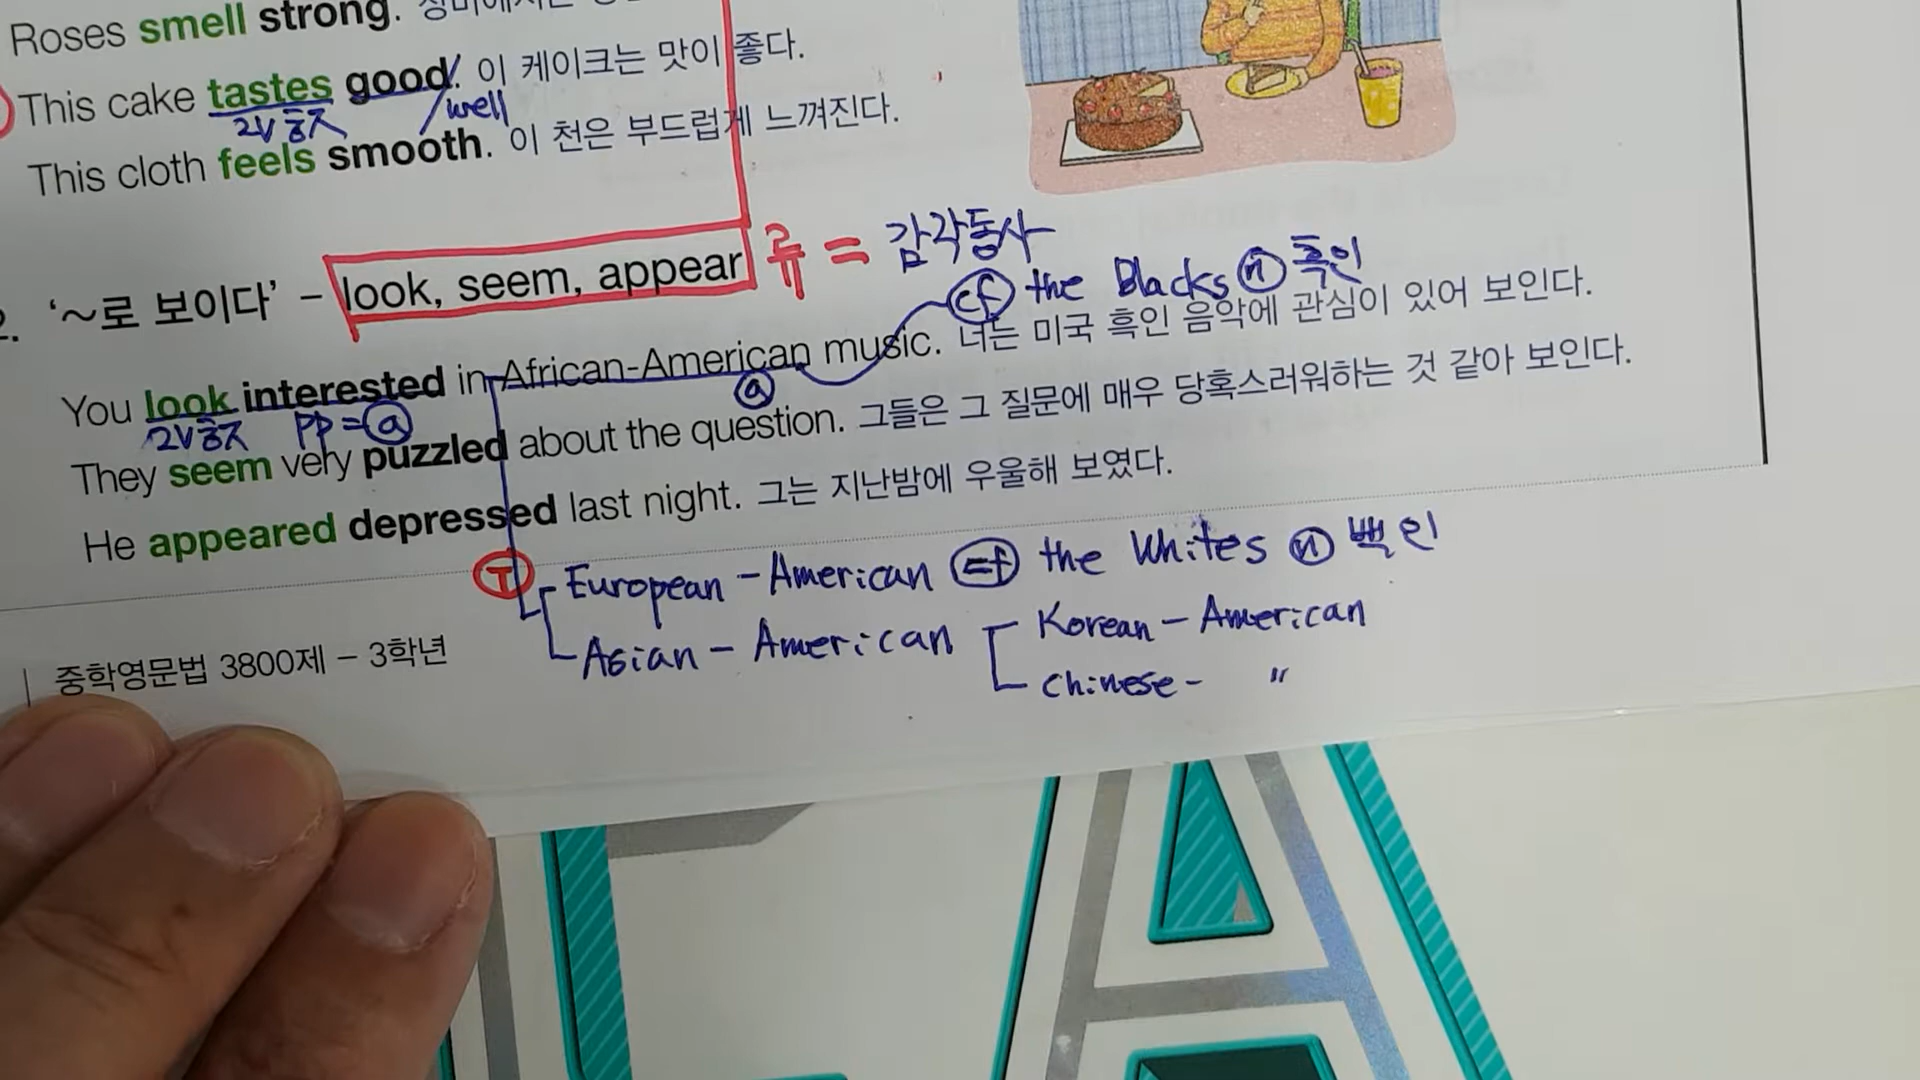 Roses smell strong.
This cake tastes good. 이 케이크는 맛이 좋다.
2V 형 /well
This cloth feels smooth. 이 천은 부드럽게 느껴진다.
'~로 보이다' – look, seem, appear 류 = 감각동사
cf the Blacks n 흑인
You look interested in African-American music. 너는 미국 흑인 음악에 관심이 있어 보인다.
2V 형 PP = a a
They seem very puzzled about the question. 그들은 그 질문에 매우 당혹스러워하는 것 같아 보인다.
He appeared depressed last night. 그는 지난밤에 우울해 보였다.
T European - American cf the Whites n 백인
Asian - American Korean - American
Chinese - "
중학영문법 3800제 – 3학년